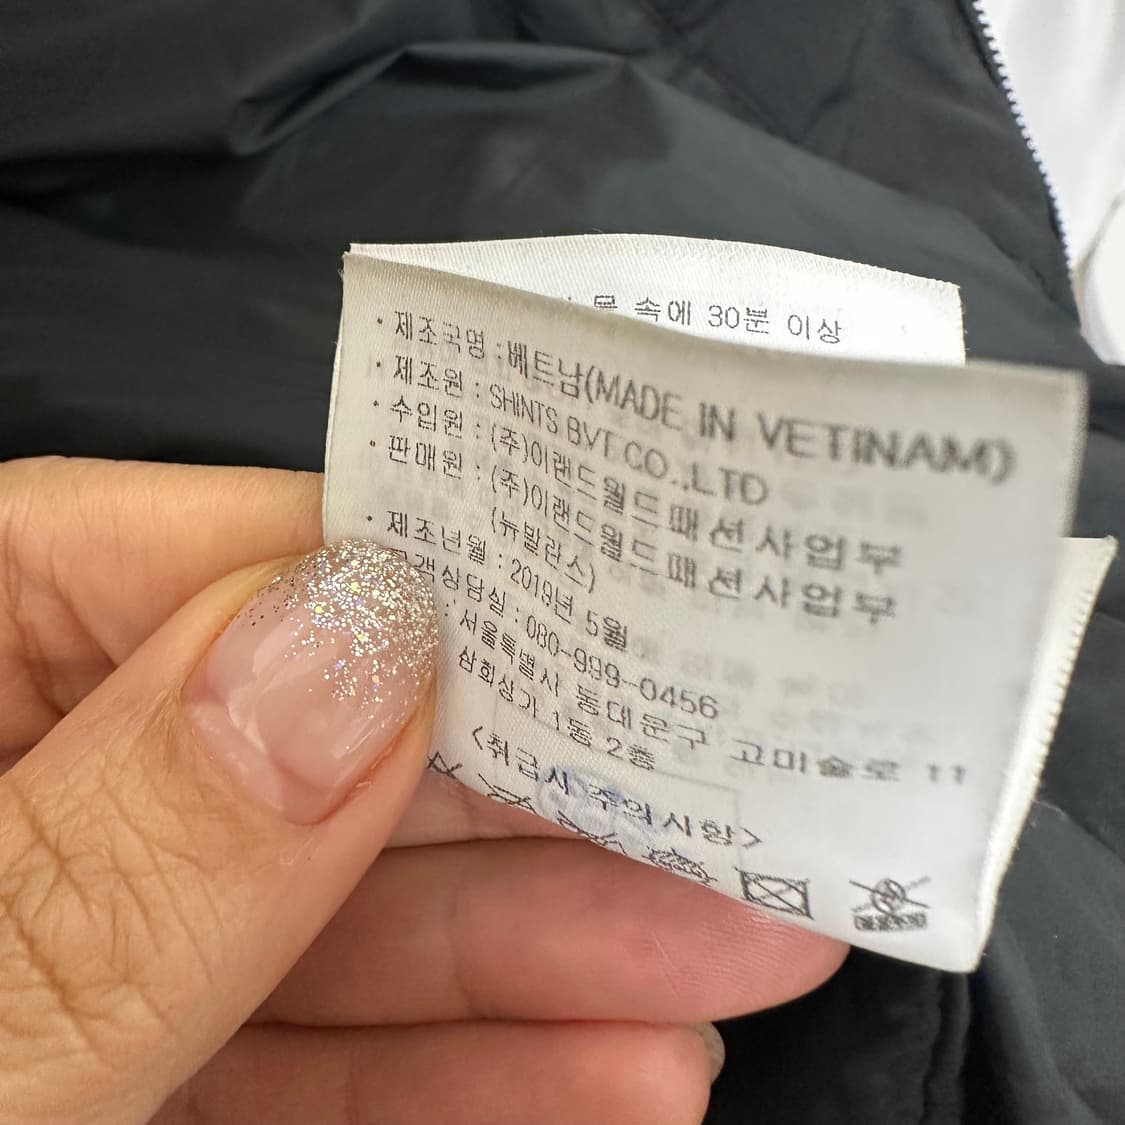 물 속에 30분 이상
· 제조국명 : 베트남(MADE IN VETINAM)
· 제조원 : SHINTS BVT CO.,LTD
· 수입원 : (주)이랜드월드패션사업부
· 판매원 : (주)이랜드월드패션사업부
(뉴발란스)
· 제조년월 : 2019년 5월
고객상담실 : 080-999-0456
: 서울특별시 동대문구 고미술로 11
삼희상가 1동 2층
<취급시 주의사항>